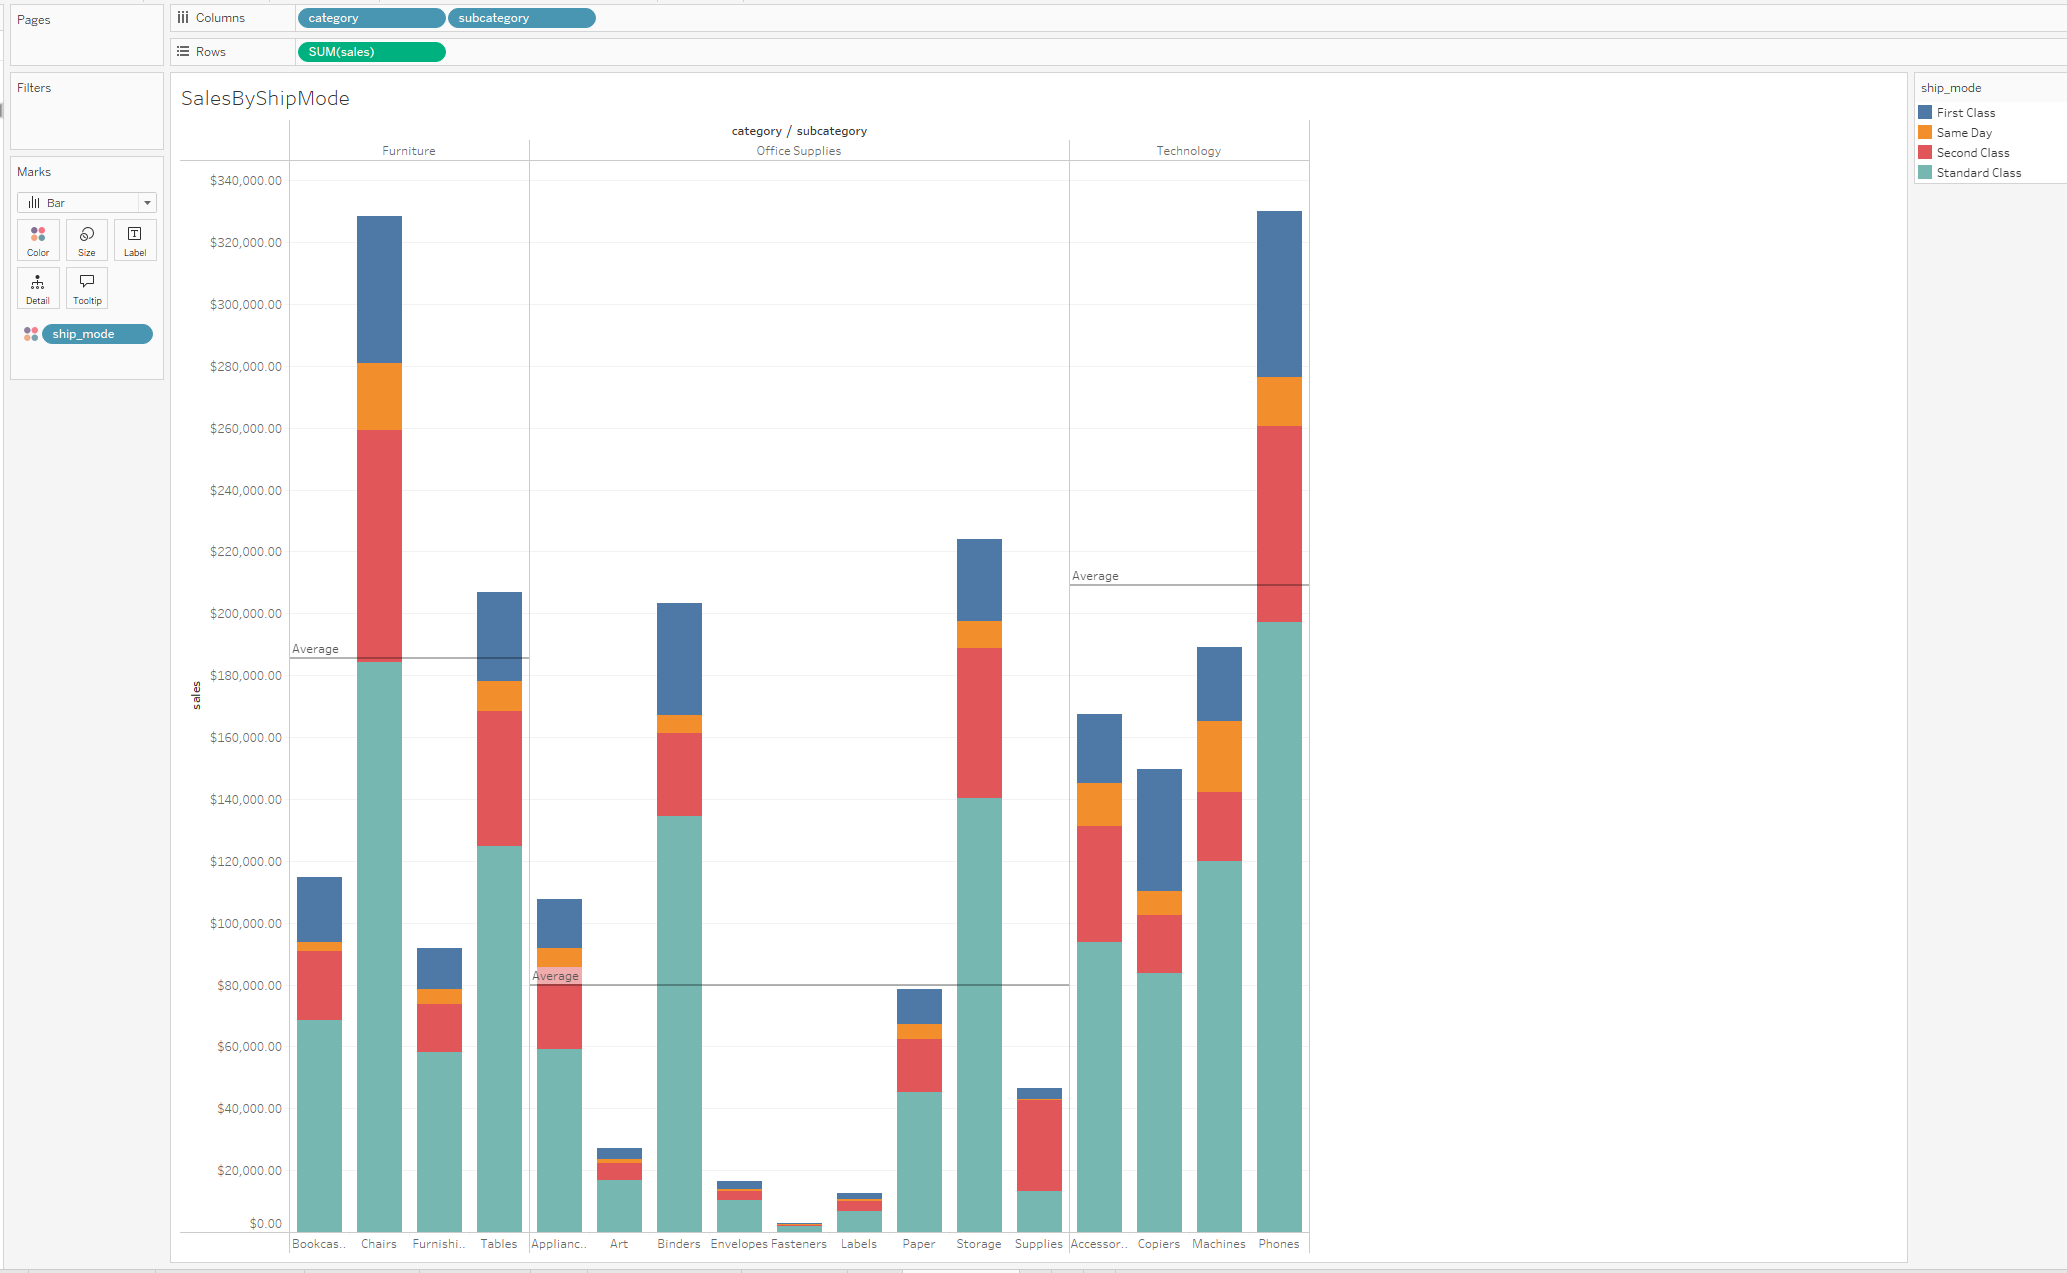 Pages
Columns
category
subcategory
Rows
SUM(sales)
Filters
Marks
Bar
Color
Size
Label
Detail
Tooltip
ship_mode
SalesByShipMode
category / subcategory
Furniture
Office Supplies
Technology
sales
$340,000.00
$320,000.00
$300,000.00
$280,000.00
$260,000.00
$240,000.00
$220,000.00
$200,000.00
$180,000.00
$160,000.00
$140,000.00
$120,000.00
$100,000.00
$80,000.00
$60,000.00
$40,000.00
$20,000.00
$0.00
Average
Average
Average
Bookcas..
Chairs
Furnishi..
Tables
Applianc..
Art
Binders
Envelopes
Fasteners
Labels
Paper
Storage
Supplies
Accessor..
Copiers
Machines
Phones
ship_mode
First Class
Same Day
Second Class
Standard Class